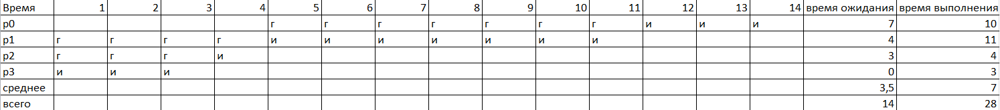 Время 1 2 3 4 5 6 7 8 9 10 11 12 13 14 время ожидания время выполнения
p0 г г г г г г г и и и 7 10
p1 г г г г и и и и и и и 4 11
p2 г г г и 3 4
p3 и и и 0 3
среднее 3,5 7
всего 14 28